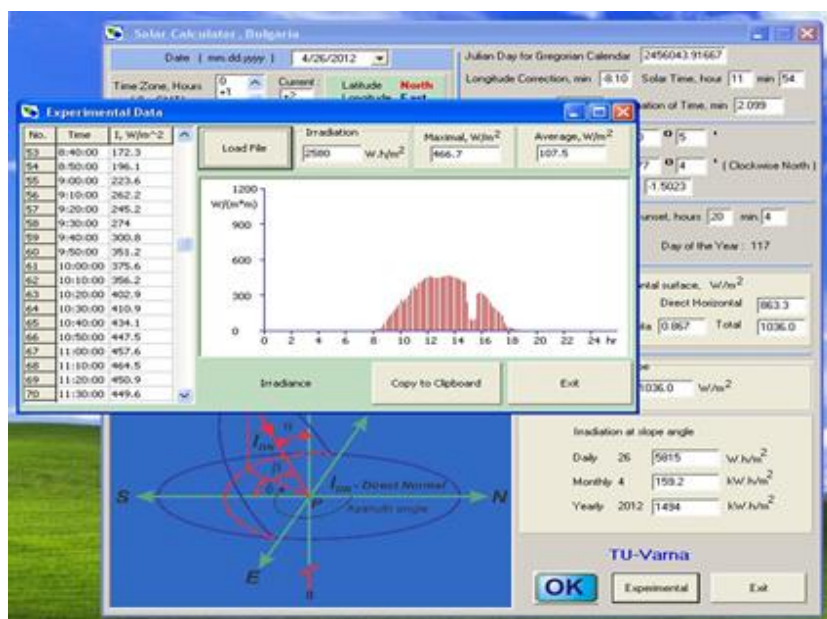 Solar Calculator , Bulgaria
Date ( mm.dd.yyyy ) 4/26/2012
Julian Day for Gregorian Calendar 2456043.91667
Time Zone, Hours 0 +1 Current : +2
Latitude North
Longitude East
Longitude Correction, min -8.10 Solar Time, hour 11 min 54
ation of Time, min 2.099
Experimental Data
No. Time I, W/m^2
53 8:40:00 172.3
54 8:50:00 196.1
55 9:00:00 223.6
56 9:10:00 262.2
57 9:20:00 245.2
58 9:30:00 274
59 9:40:00 300.8
60 9:50:00 351.2
61 10:00:00 375.6
62 10:10:00 356.2
63 10:20:00 402.9
64 10:30:00 410.9
65 10:40:00 434.1
66 10:50:00 447.5
67 11:00:00 457.6
68 11:10:00 464.5
69 11:20:00 450.9
70 11:30:00 449.6
Load File
Irradiation 2580 W.h/m2
Maximal, W/m2 466.7
Average, W/m2 107.5
1200
W/(m*m)
900
600
300
0
0 2 4 6 8 10 12 14 16 18 20 22 24 hr
Irradiance Copy to Clipboard Exit
0 5 '
7 0 4 ' ( Clockwise North )
-1.5023
unset, hours 20 min 4
Day of the Year : 117
ntal surface, W/m2
Direct Horizontal 863.3
0.867 Total 1036.0
1036.0 W/m2
Irradiation at slope angle
Daily 26 5815 W.h/m2
Monthly 4 159.2 kW.h/m2
Yearly 2012 1494 kW.h/m2
TU-Varna
OK Experimental Exit
IDN
n
IDN - Direct Normal
S P N
Azimuth angle
E